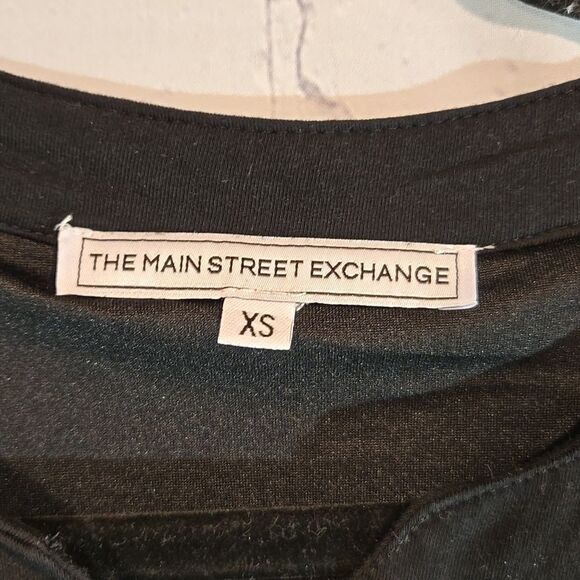 THE MAIN STREET EXCHANGE
XS